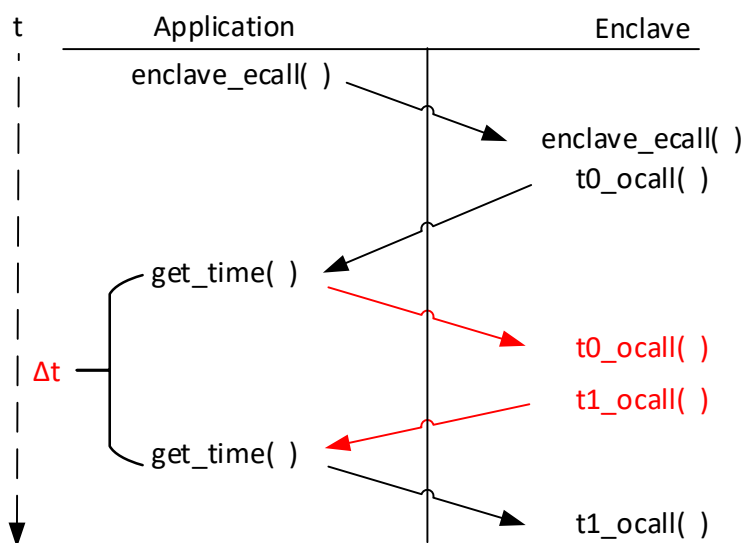 t Application Enclave
enclave_ecall( )
enclave_ecall( )
t0_ocall( )
get_time( )
t0_ocall( )
Δt
t1_ocall( )
get_time( )
t1_ocall( )